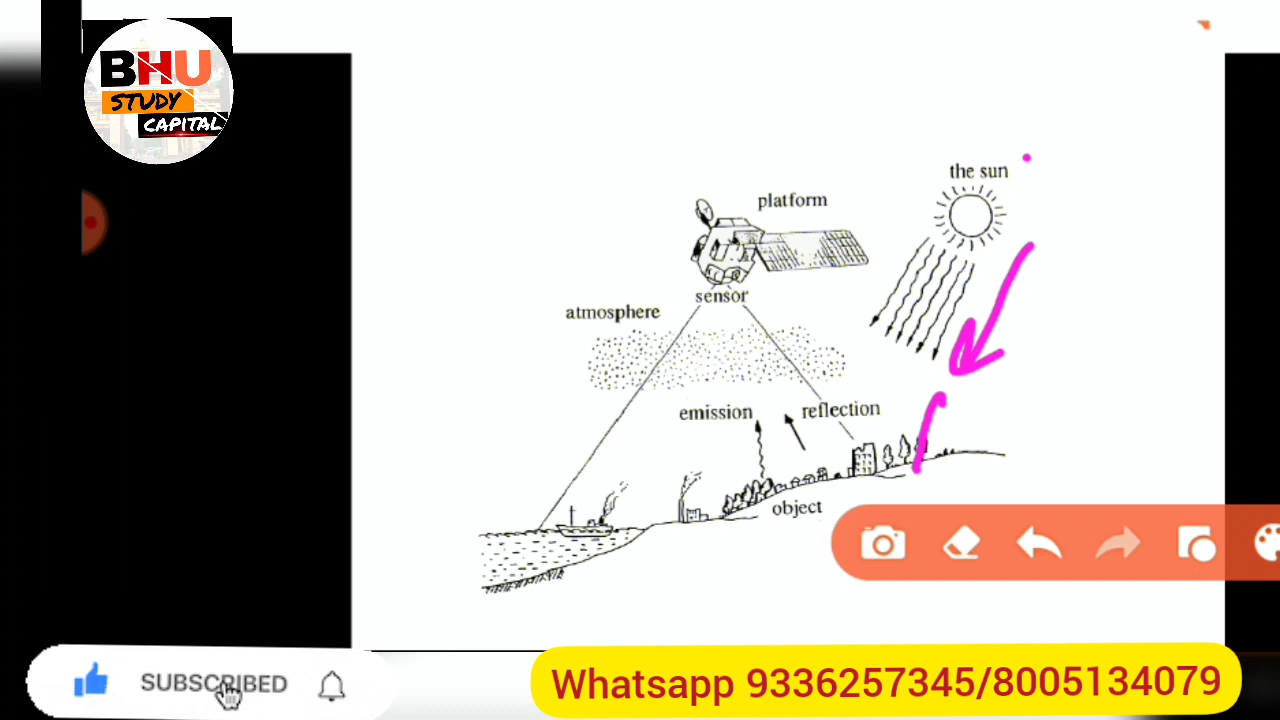 BHU
STUDY
CAPITAL
the sun
platform
sensor
atmosphere
emission
reflection
object
SUBSCRIBED
Whatsapp 9336257345/8005134079